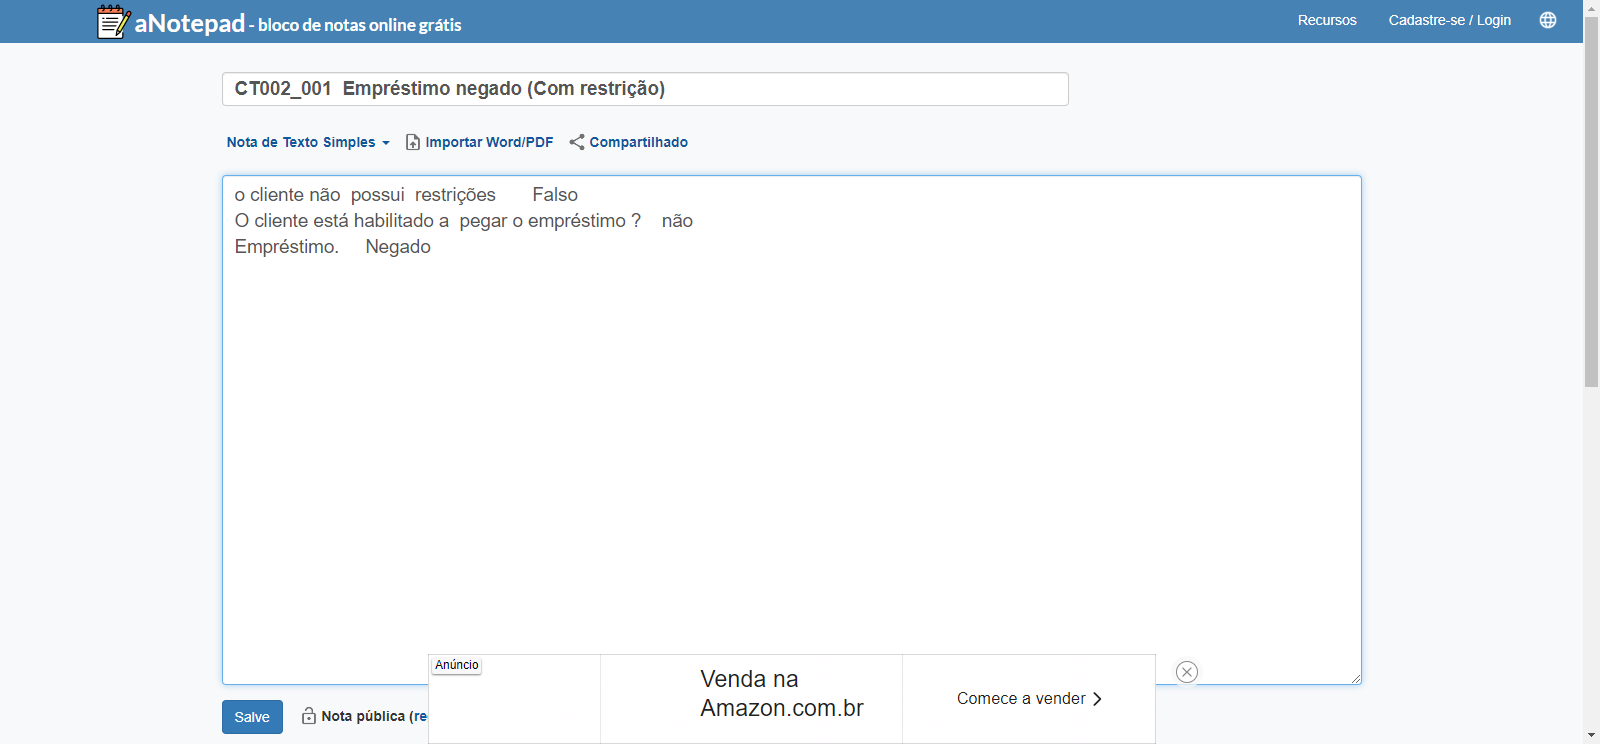 aNotepad - bloco de notas online grátis
Recursos
Cadastre-se / Login
CT002_001  Empréstimo negado (Com restrição)
Nota de Texto Simples
Importar Word/PDF
Compartilhado
o cliente não  possui  restrições       Falso
O cliente está habilitado a  pegar o empréstimo ?    não
Empréstimo.     Negado
Anúncio
Venda na
Amazon.com.br
Comece a vender
Salve
Nota pública (re